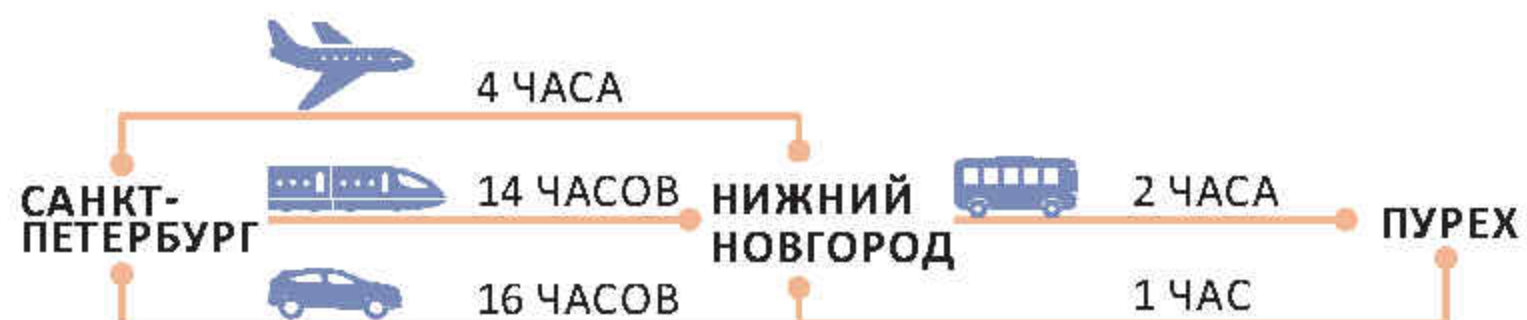 4 ЧАСА
САНКТ-
ПЕТЕРБУРГ
14 ЧАСОВ
НИЖНИЙ
НОВГОРОД
2 ЧАСА
ПУРЕХ
16 ЧАСОВ
1 ЧАС